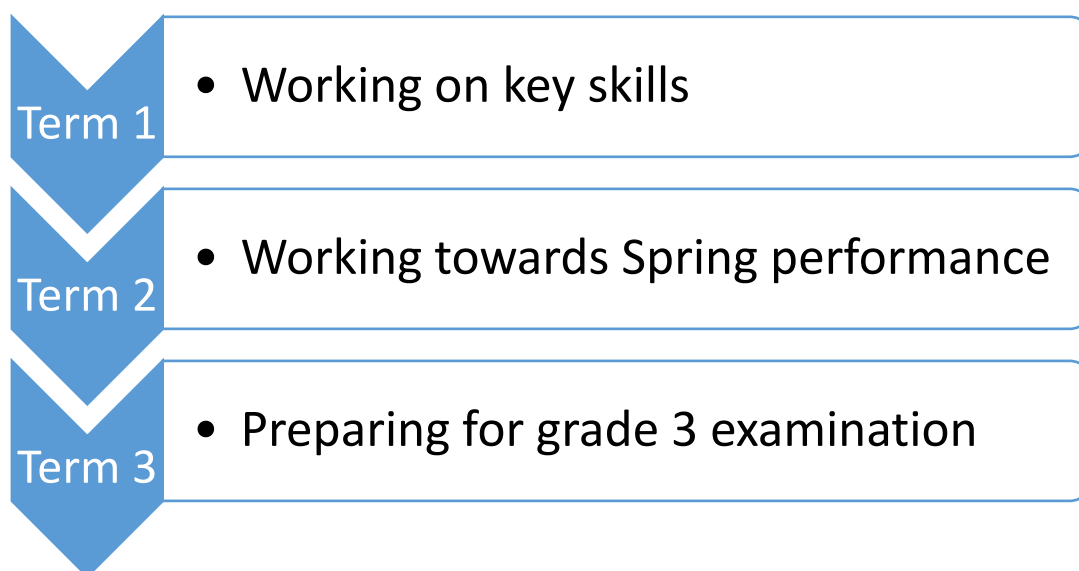 Term 1
• Working on key skills
Term 2
• Working towards Spring performance
Term 3
• Preparing for grade 3 examination